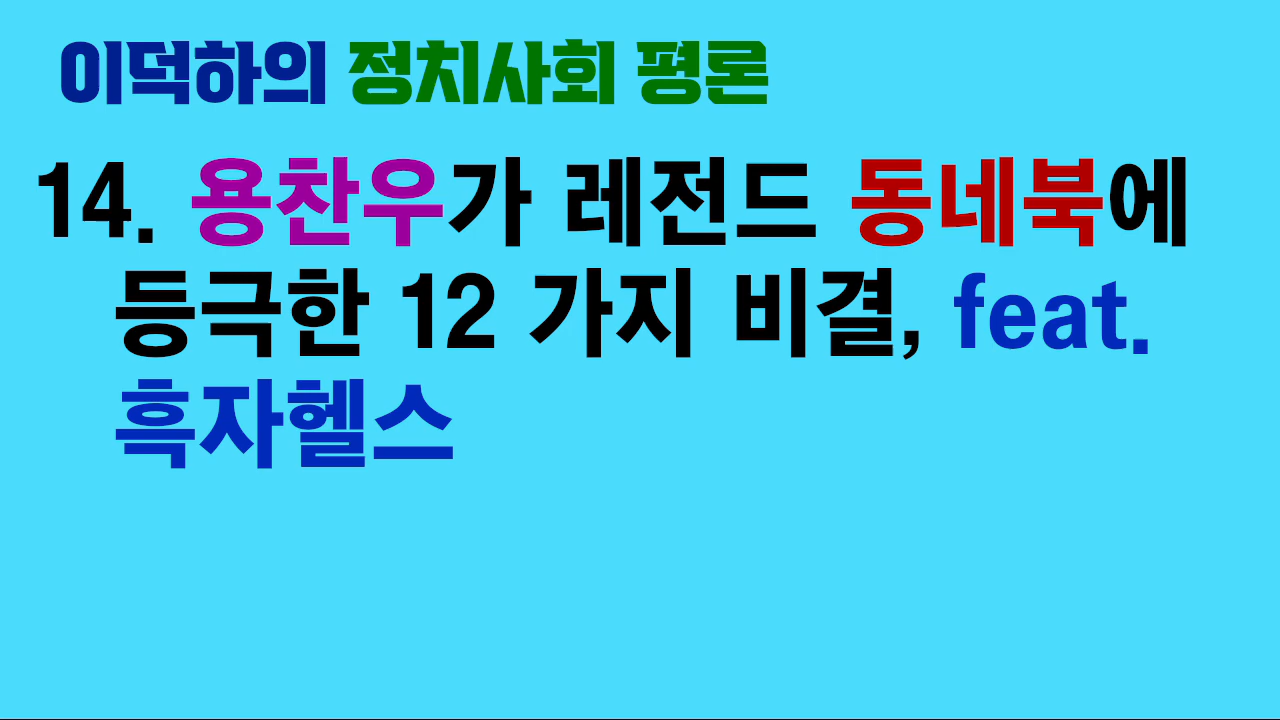 이덕하의 정치사회 평론
14. 용찬우가 레전드 동네북에
등극한 12 가지 비결, feat.
흑자헬스